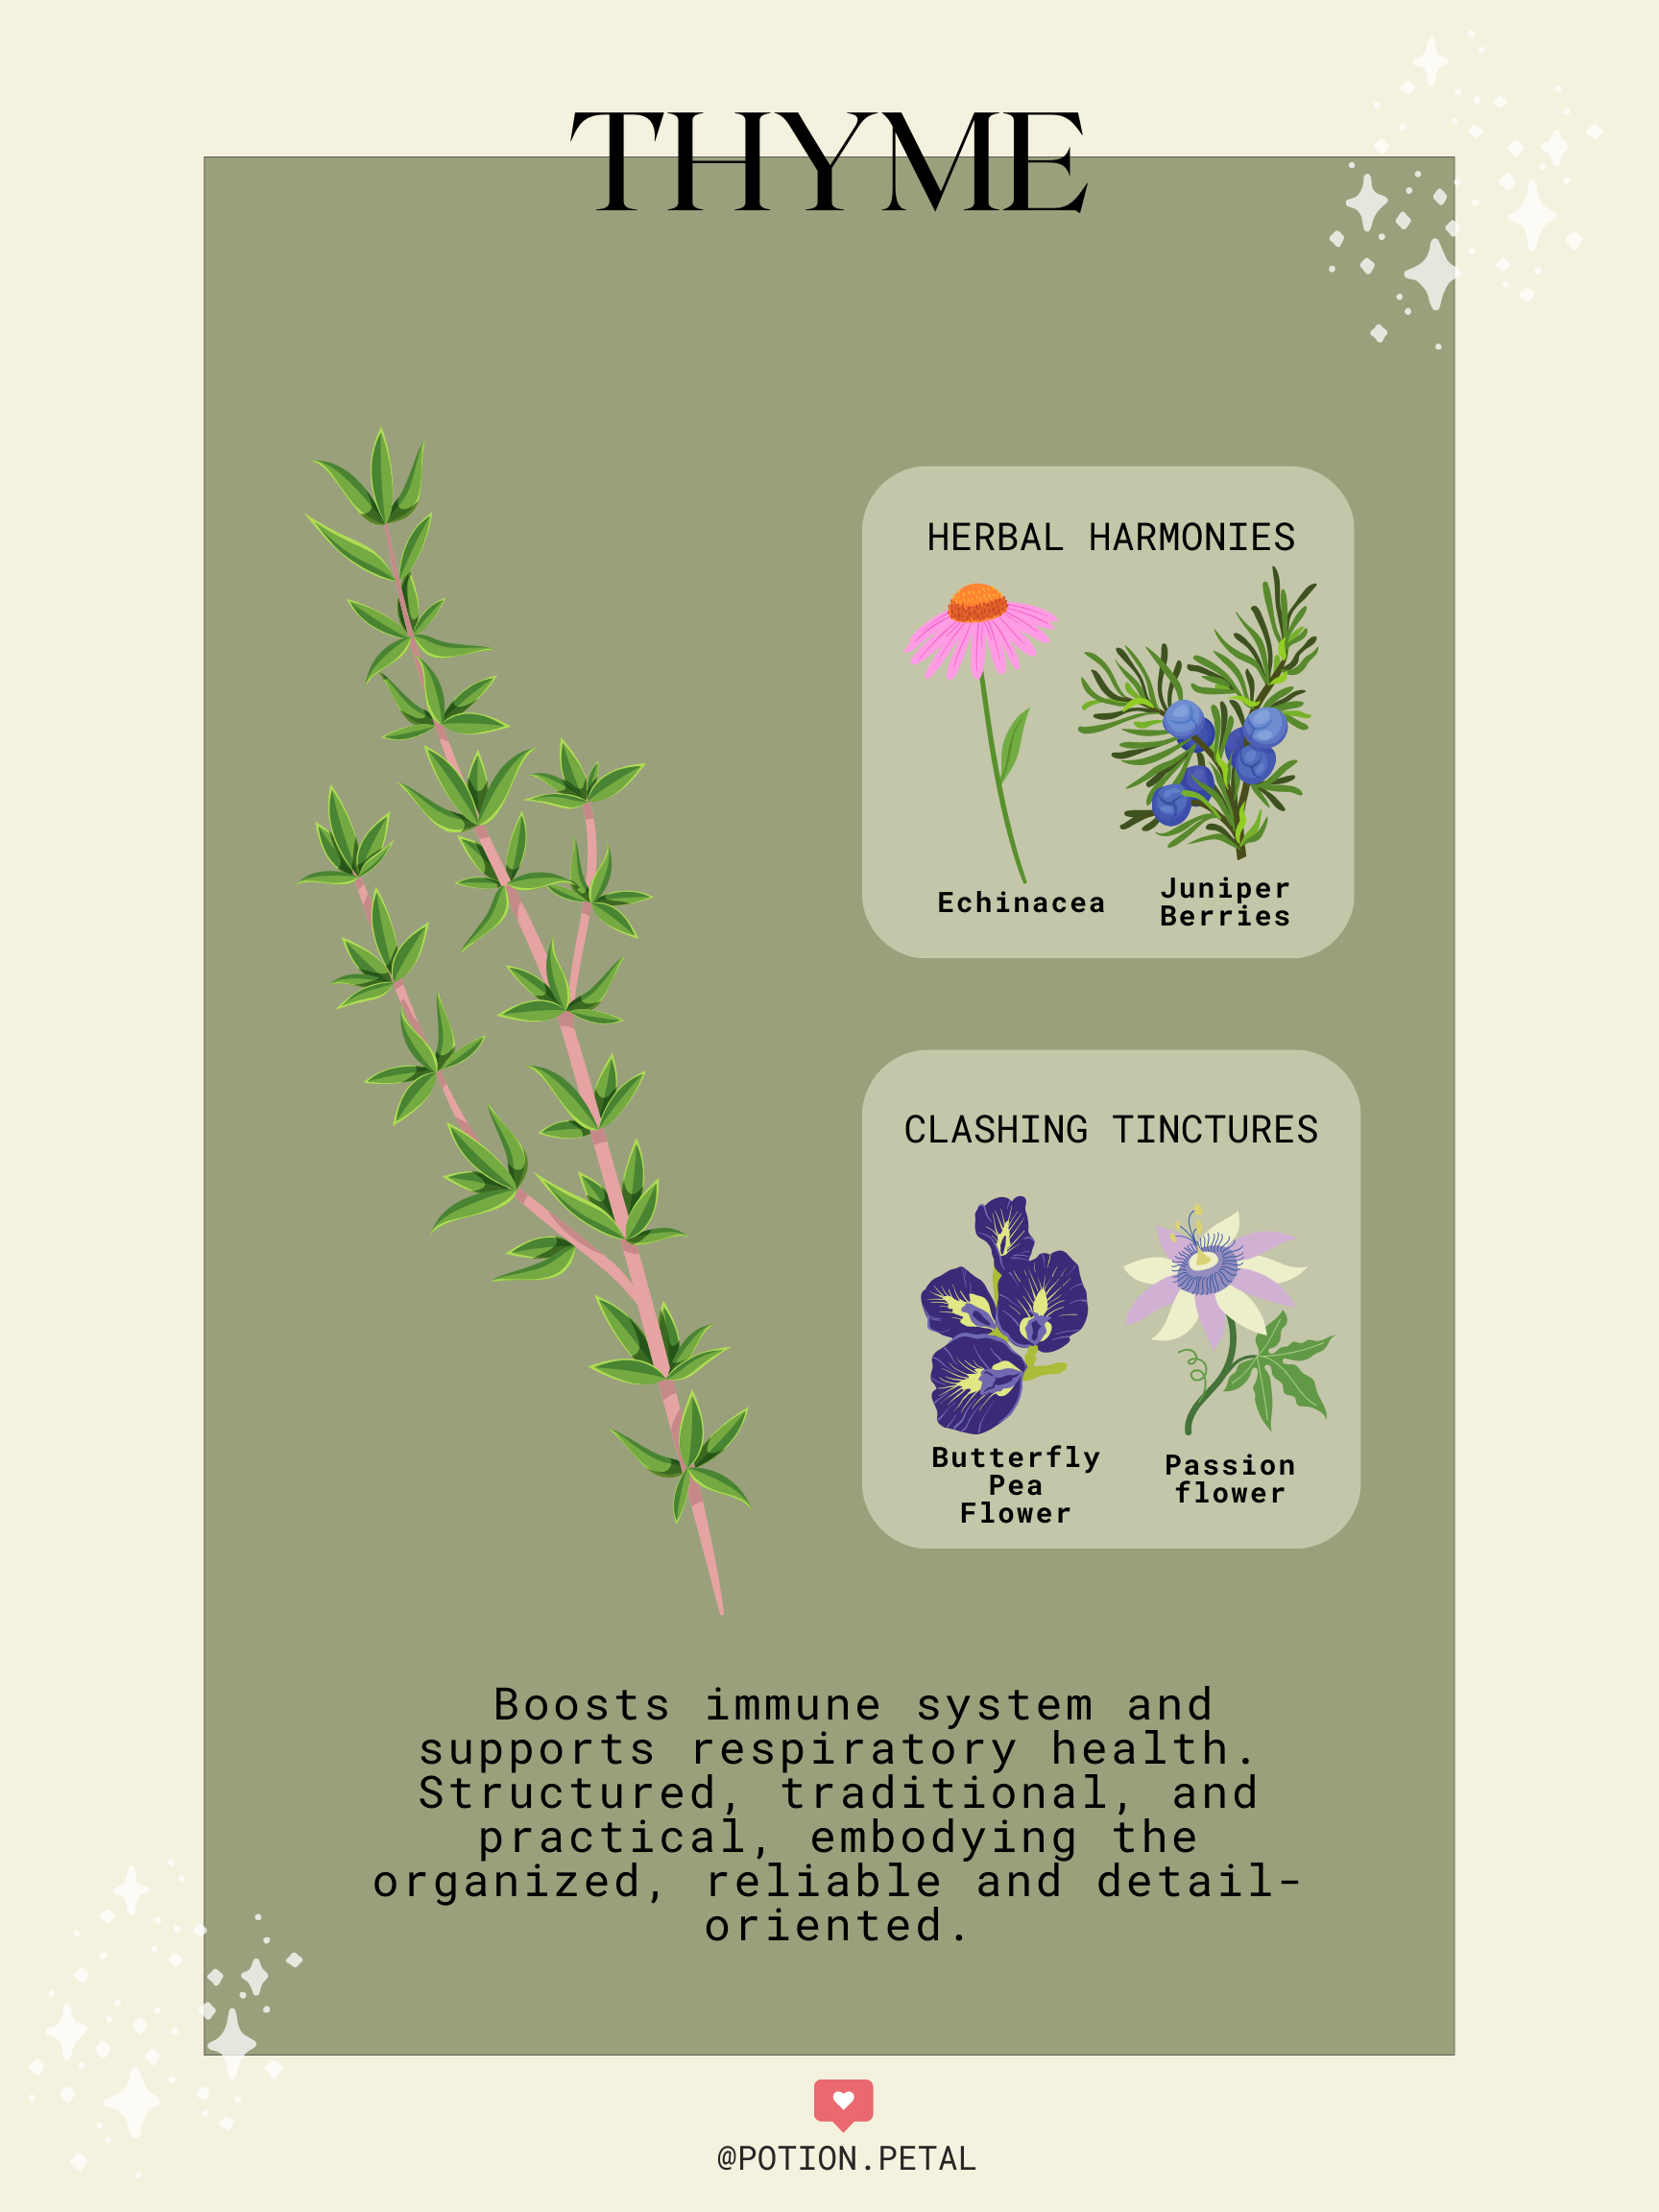 THYME
HERBAL HARMONIES
Echinacea
Juniper
Berries
CLASHING TINCTURES
Butterfly
Pea
Flower
Passion
flower
Boosts immune system and
supports respiratory health.
Structured, traditional, and
practical, embodying the
organized, reliable and detail-
oriented.
@POTION.PETAL